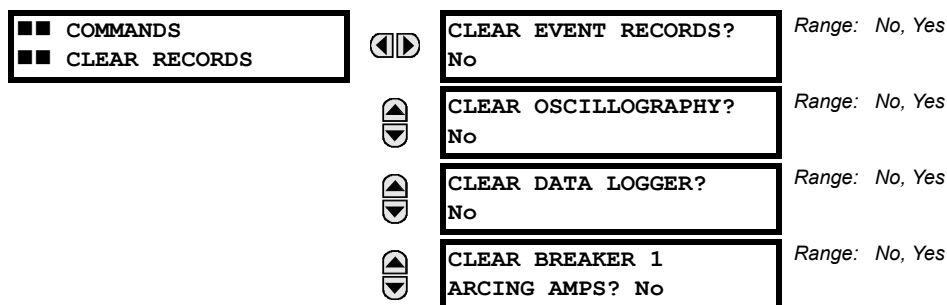 ■■ COMMANDS
■■ CLEAR RECORDS
CLEAR EVENT RECORDS?
No
Range: No, Yes
CLEAR OSCILLOGRAPHY?
No
Range: No, Yes
CLEAR DATA LOGGER?
No
Range: No, Yes
CLEAR BREAKER 1
ARCING AMPS? No
Range: No, Yes